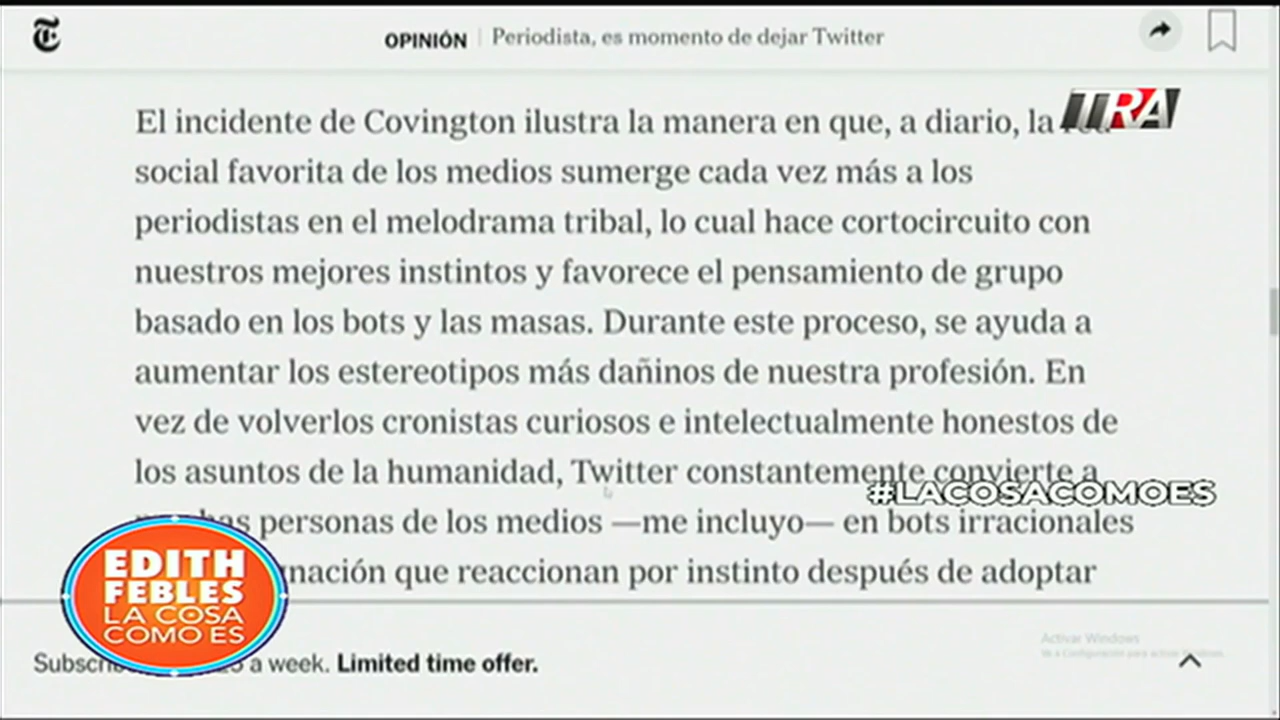 OPINIÓN | Periodista, es momento de dejar Twitter
El incidente de Covington ilustra la manera en que, a diario, la
TRA
social favorita de los medios sumerge cada vez más a los
periodistas en el melodrama tribal, lo cual hace cortocircuito con
nuestros mejores instintos y favorece el pensamiento de grupo
basado en los bots y las masas. Durante este proceso, se ayuda a
aumentar los estereotipos más dañinos de nuestra profesión. En
vez de volverlos cronistas curiosos e intelectualmente honestos de
los asuntos de la humanidad, Twitter constantemente convierte a
#LACOSACOMOES
personas de los medios —me incluyo— en bots irracionales
que reaccionan por instinto después de adoptar
EDITH
FEBLES
LA COSA
COMO ES
a week. Limited time offer.
Activar Windows